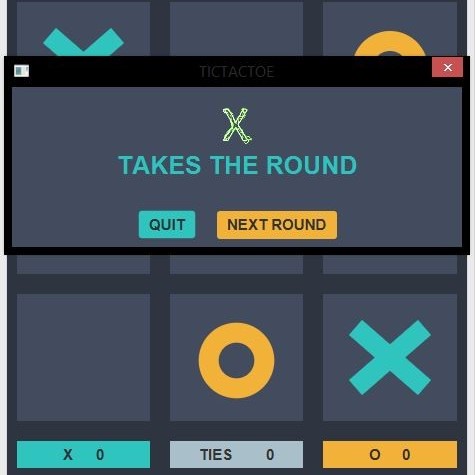 TICTACTOE
X
TAKES THE ROUND
QUIT NEXT ROUND
X 0 TIES 0 O 0